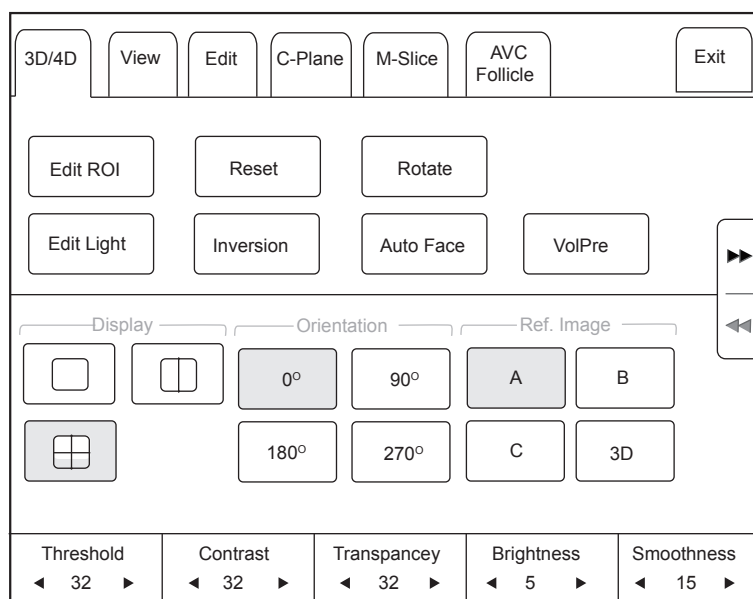 3D/4D View Edit C-Plane M-Slice AVC Follicle Exit
Edit ROI Reset Rotate
Edit Light Inversion Auto Face VolPre
Display Orientation Ref. Image
0° 90° A B
180° 270° C 3D
Threshold Contrast Transpancey Brightness Smoothness
32 32 32 5 15